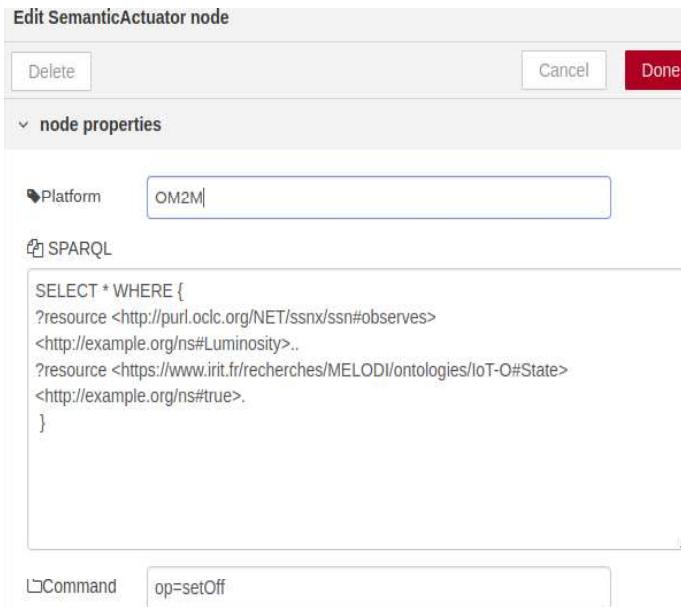 Edit SemanticActuator node
Delete
Cancel
Done
node properties
Platform
OM2M
SPARQL
SELECT * WHERE {
?resource <http://purl.oclc.org/NET/ssnx/ssn#observes>
<http://example.org/ns#Luminosity>..
?resource <https://www.irit.fr/recherches/MELODI/ontologies/IoT-O#State>
<http://example.org/ns#true>.
}
Command
op=setOff